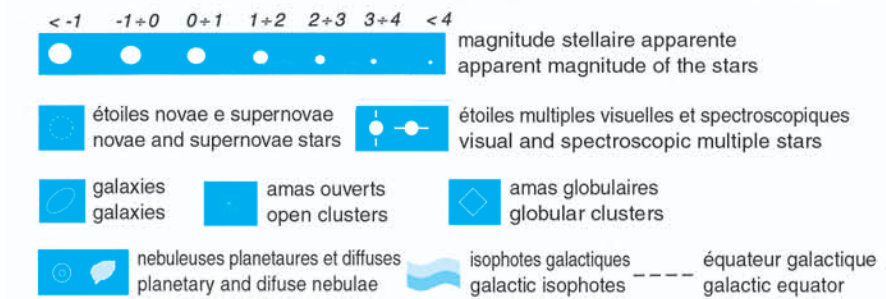 < -1 -1÷0 0÷1 1÷2 2÷3 3÷4 < 4
magnitude stellaire apparente
apparent magnitude of the stars
étoiles novae e supernovae
novae and supernovae stars
étoiles multiples visuelles et spectroscopiques
visual and spectroscopic multiple stars
galaxies
galaxies
amas ouverts
open clusters
amas globulaires
globular clusters
nebuleuses planetaures et diffuses
planetary and difuse nebulae
isophotes galactiques
galactic isophotes
équateur galactique
galactic equator